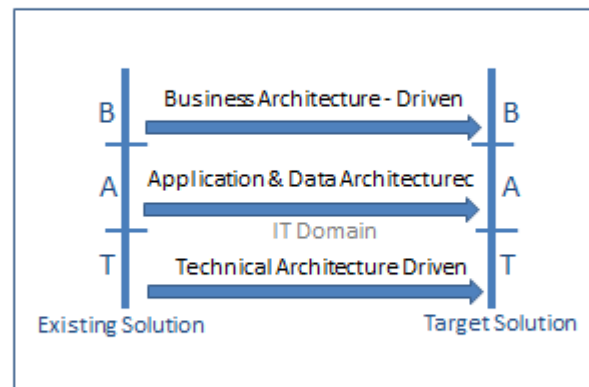 Business Architecture - Driven
B B
Application & Data Architecturec
A A
IT Domain
T Technical Architecture Driven T
Existing Solution Target Solution